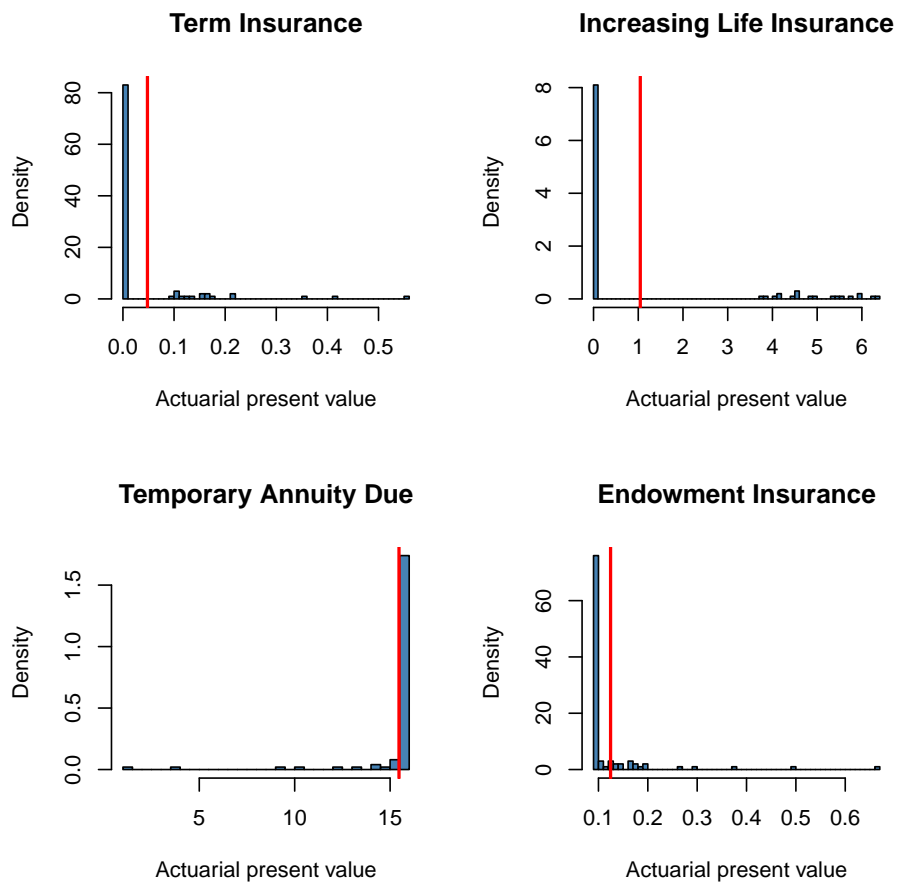 Term Insurance
Density
0 20 40 60 80
0.0 0.1 0.2 0.3 0.4 0.5
Actuarial present value
Increasing Life Insurance
Density
0 2 4 6 8
0 1 2 3 4 5 6
Actuarial present value
Temporary Annuity Due
Density
0.0 0.5 1.0 1.5
5 10 15
Actuarial present value
Endowment Insurance
Density
0 20 40 60
0.1 0.2 0.3 0.4 0.5 0.6
Actuarial present value